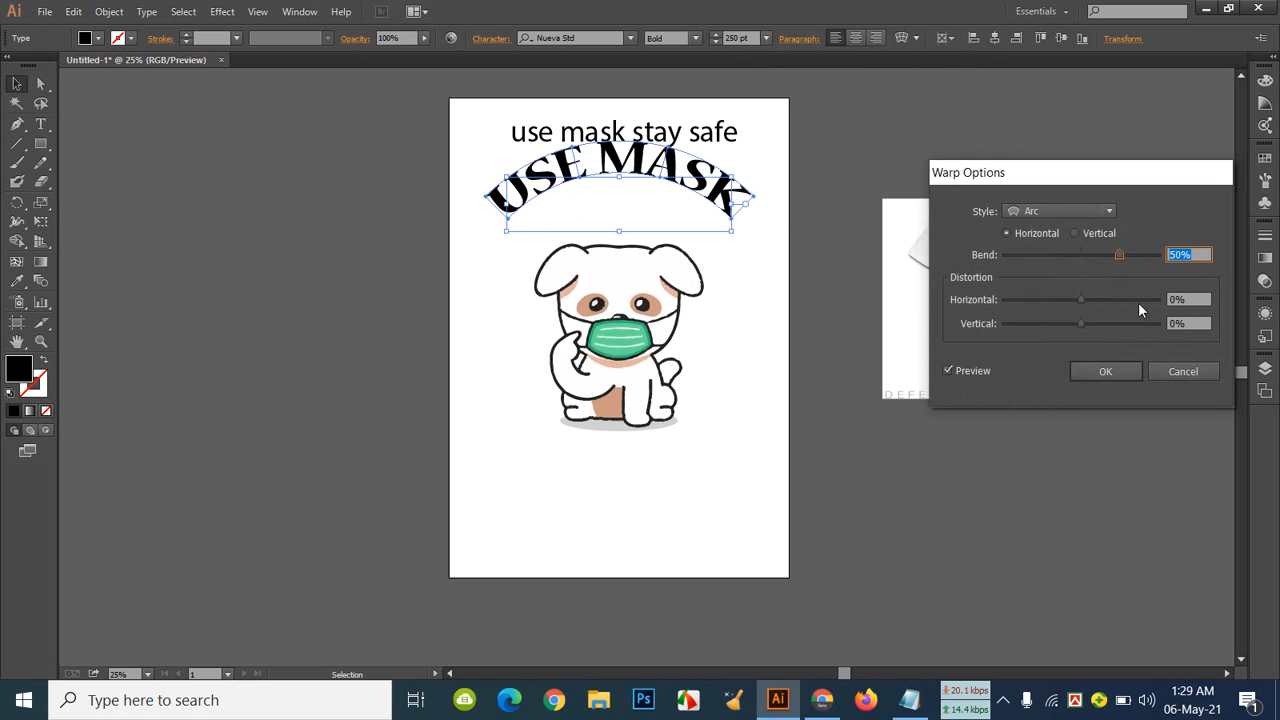 Ai File Edit Object Type Select Effect View Window Help Br Essentials
Type Stroke: Opacity: 100% Character: Nueva Std Bold 250 pt Paragraph: Transform
Untitled-1* @ 25% (RGB/Preview)
use mask stay safe
USE MASK
Warp Options
Style: Arc
Horizontal Vertical
Bend: 50%
Distortion
Horizontal: 0%
Vertical: 0%
Preview OK Cancel
25% 1 Selection
Type here to search
Ps Ai
20.1 kbps
14.4 kbps
1:29 AM
06-May-21